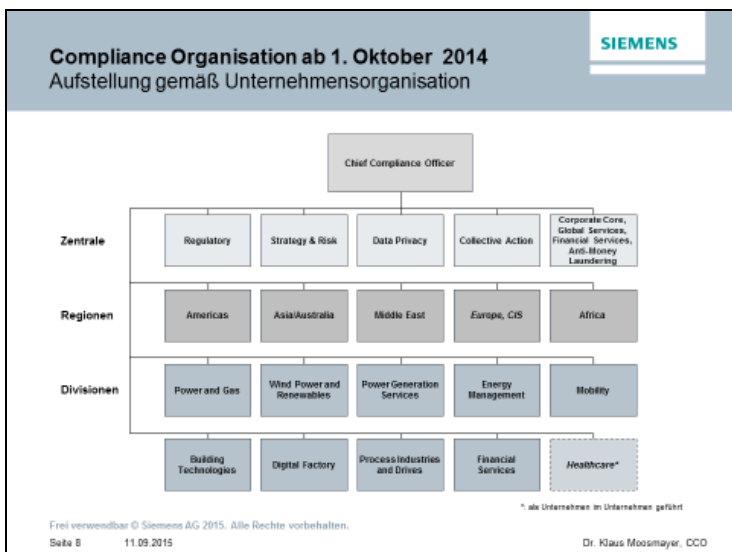 Compliance Organisation ab 1. Oktober 2014
Aufstellung gemäß Unternehmensorganisation
SIEMENS
Chief Compliance Officer
Zentrale
Regulatory
Strategy & Risk
Data Privacy
Collective Action
Corporate Core,
Global Services,
Financial Services,
Anti-Money
Laundering
Regionen
Americas
Asia/Australia
Middle East
Europe, CIS
Africa
Divisionen
Power and Gas
Wind Power and
Renewables
Power Generation
Services
Energy
Management
Mobility
Building
Technologies
Digital Factory
Process Industries
and Drives
Financial
Services
Healthcare*
*: als Unternehmen im Unternehmen geführt
Frei verwendbar © Siemens AG 2015. Alle Rechte vorbehalten.
Seite 8 11.09.2015 Dr. Klaus Moosmayer, CCO